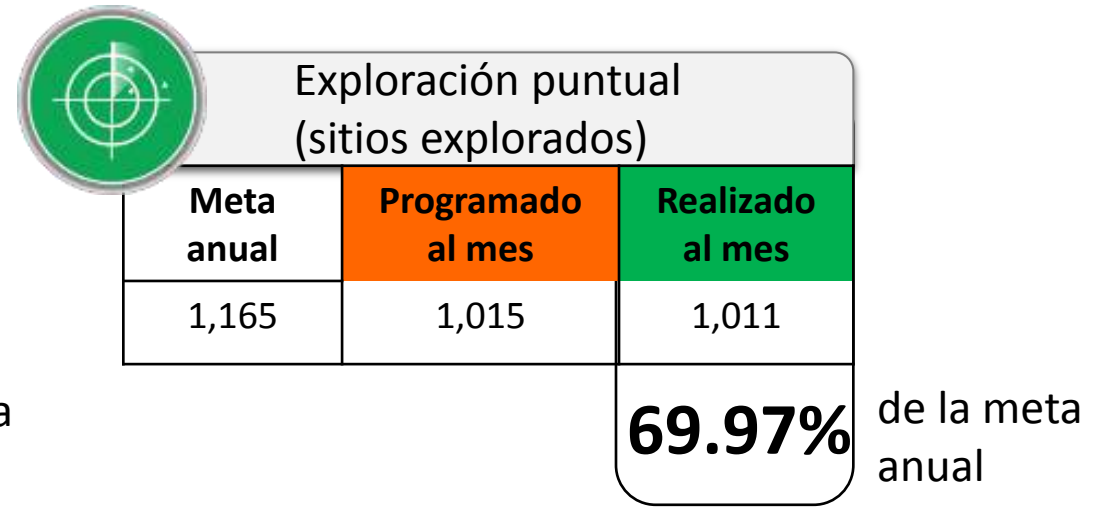 Exploración puntual
(sitios explorados)
Meta anual
Programado al mes
Realizado al mes
1,165 1,015 1,011
a
69.97%
de la meta
anual